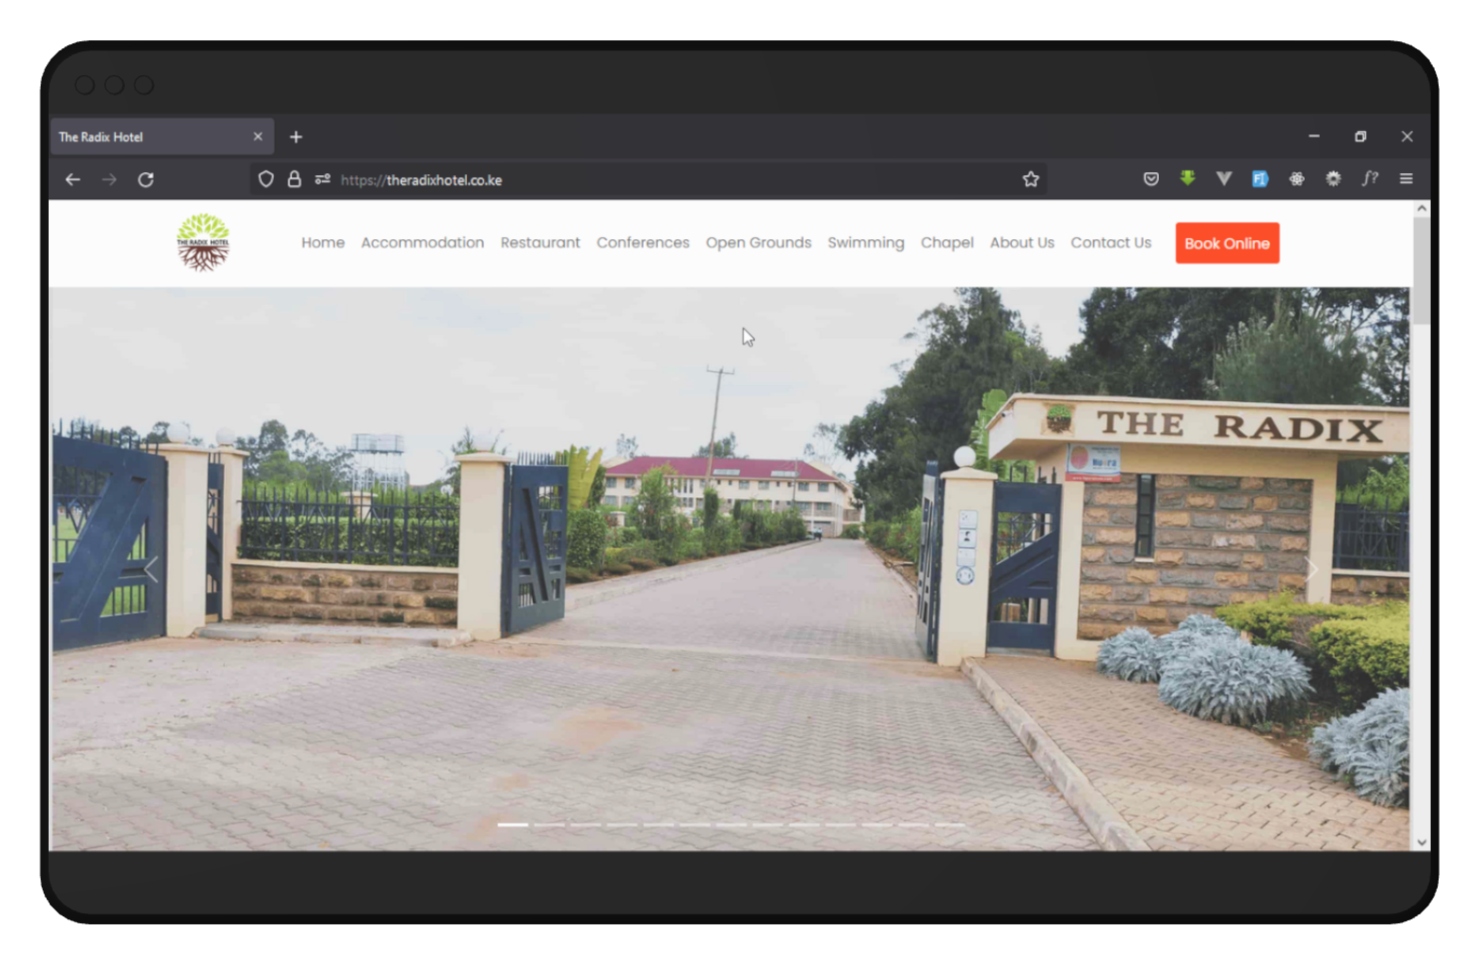 The Radix Hotel
https://theradixhotel.co.ke
THE RADIX HOTEL
Home Accommodation Restaurant Conferences Open Grounds Swimming Chapel About Us Contact Us Book Online
THE RADIX